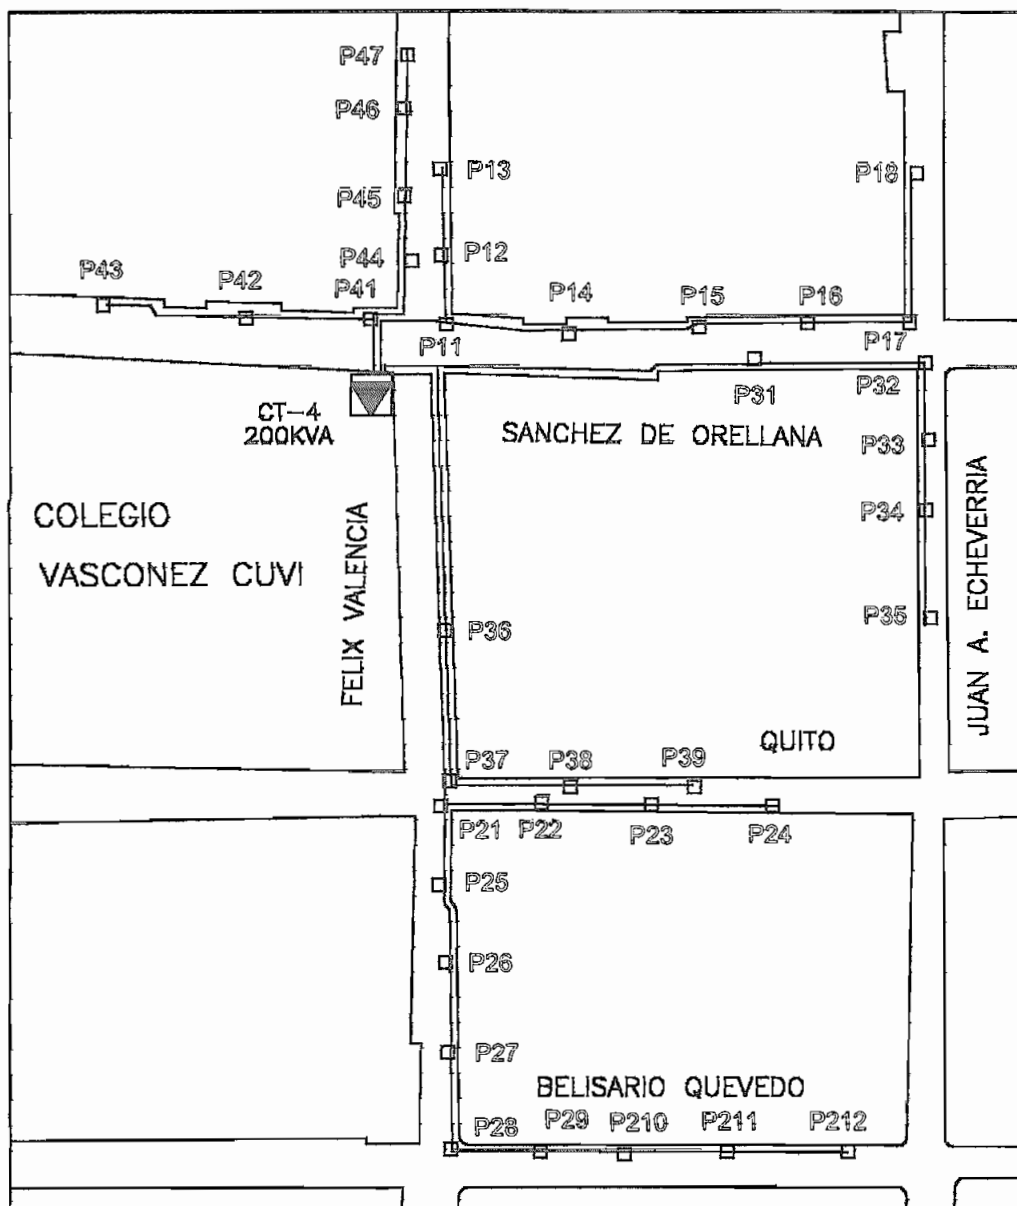 P47
P46
P13
P18
P45
P12
P44
P43
P42
P41
P14
P15
P16
P11
P17
P31
P32
CT-4
200KVA
SANCHEZ DE ORELLANA
P33
COLEGIO
VASCONEZ CUVI
FELIX VALENCIA
P34
JUAN A. ECHEVERRIA
P36
P35
QUITO
P37
P38
P39
P21
P22
P23
P24
P25
P26
P27
BELISARIO QUEVEDO
P28
P29
P210
P211
P212